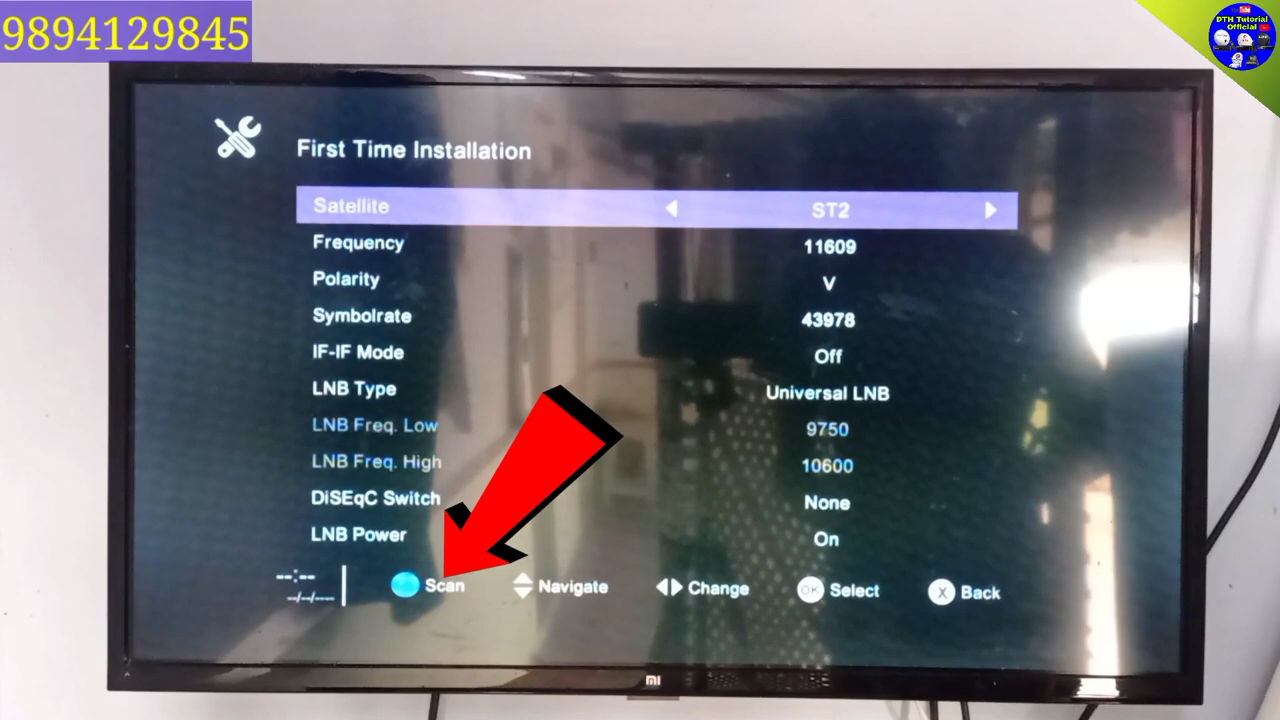 9894129845
DTH Tutorial
Official
First Time Installation
Satellite ST2
Frequency 11609
Polarity V
Symbolrate 43978
IF-IF Mode Off
LNB Type Universal LNB
LNB Freq. Low 9750
LNB Freq. High 10600
DiSEqC Switch None
LNB Power On
--:--
--/--/----
Scan Navigate Change OK Select X Back
mi